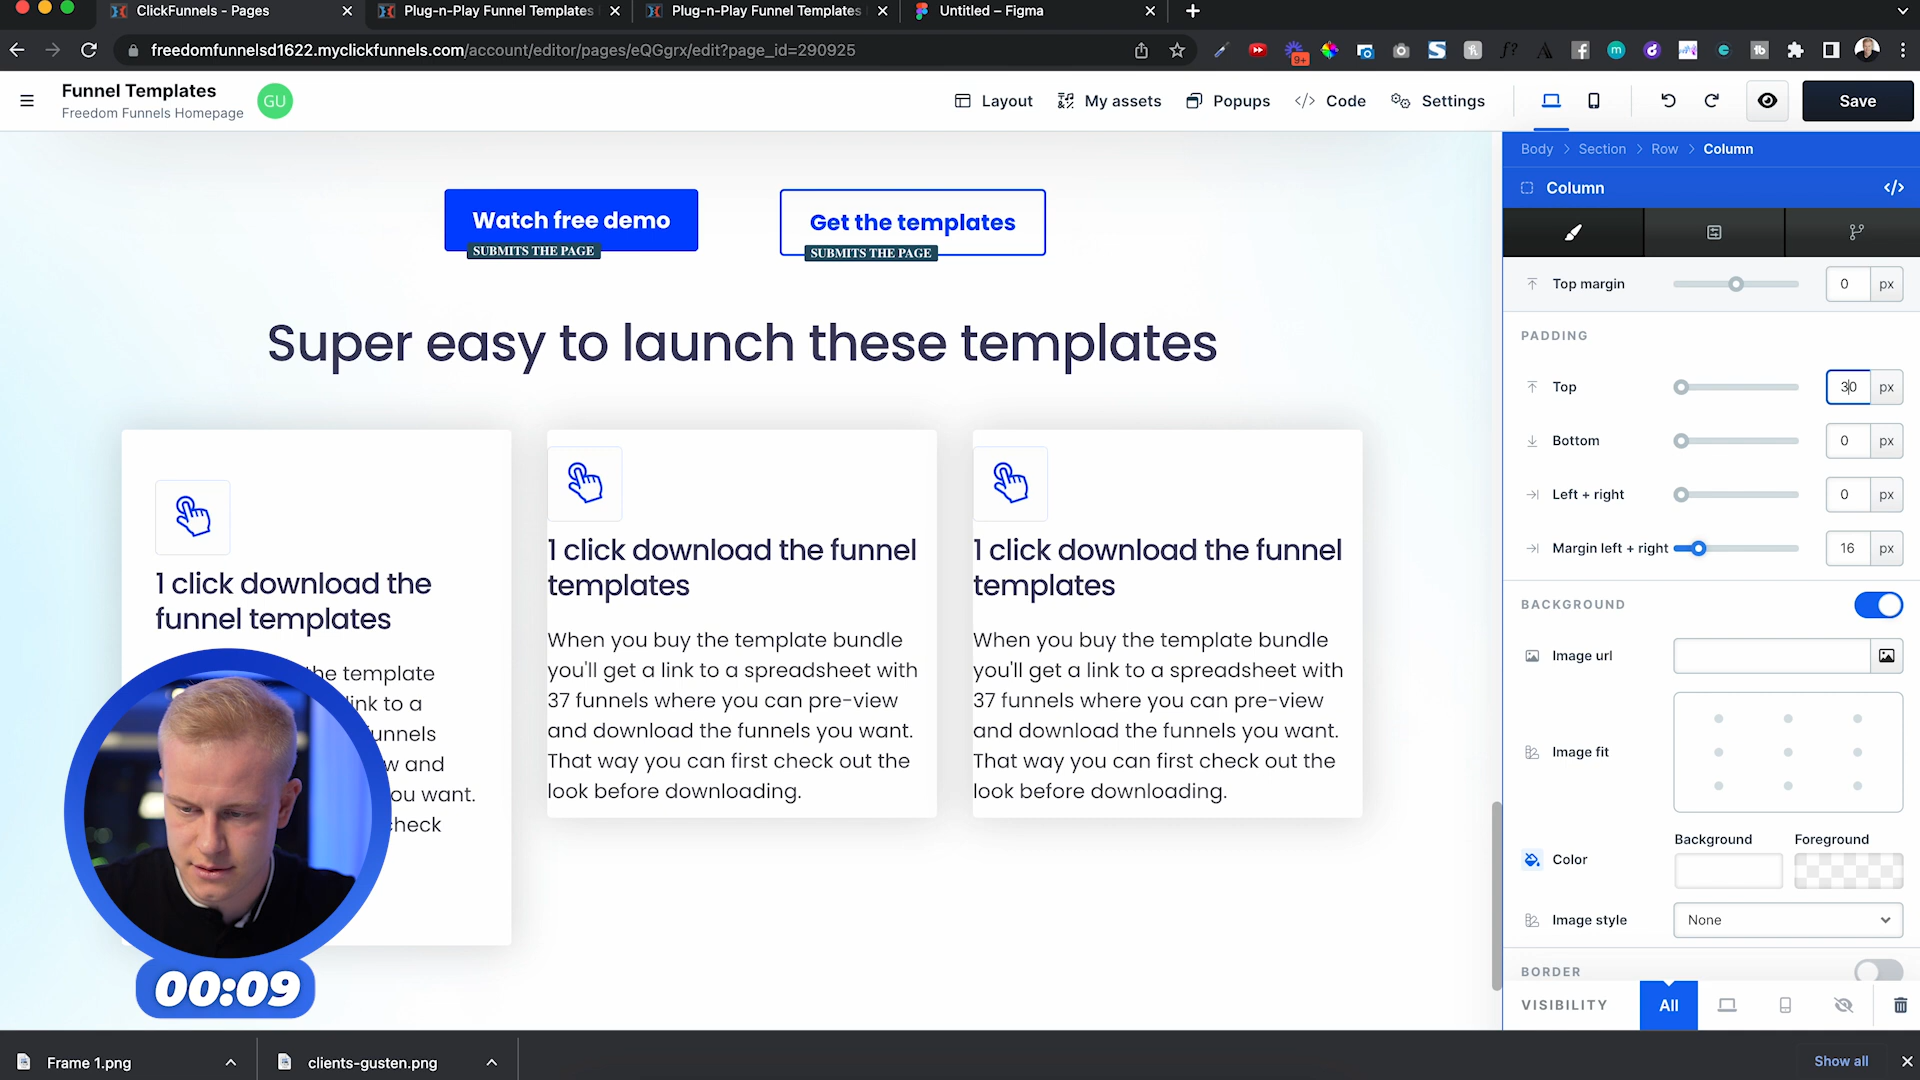 ClickFunnels - Pages
Plug-n-Play Funnel Templates
Plug-n-Play Funnel Templates
Untitled – Figma
freedomfunnelsd1622.myclickfunnels.com/account/editor/pages/eQGgrx/edit?page_id=290925
9+
Funnel Templates
Freedom Funnels Homepage
GU
Layout
My assets
Popups
Code
Settings
Save
Body > Section > Row > Column
Column
Watch free demo
SUBMITS THE PAGE
Get the templates
SUBMITS THE PAGE
Super easy to launch these templates
1 click download the
funnel templates
he template
ink to a
unnels
w and
ou want.
check
1 click download the funnel
templates
When you buy the template bundle
you'll get a link to a spreadsheet with
37 funnels where you can pre-view
and download the funnels you want.
That way you can first check out the
look before downloading.
1 click download the funnel
templates
When you buy the template bundle
you'll get a link to a spreadsheet with
37 funnels where you can pre-view
and download the funnels you want.
That way you can first check out the
look before downloading.
00:09
Top margin 0 px
PADDING
Top 30 px
Bottom 0 px
Left + right 0 px
Margin left + right 16 px
BACKGROUND
Image url
Image fit
Background Foreground
Color
Image style None
BORDER
VISIBILITY All
Frame 1.png
clients-gusten.png
Show all